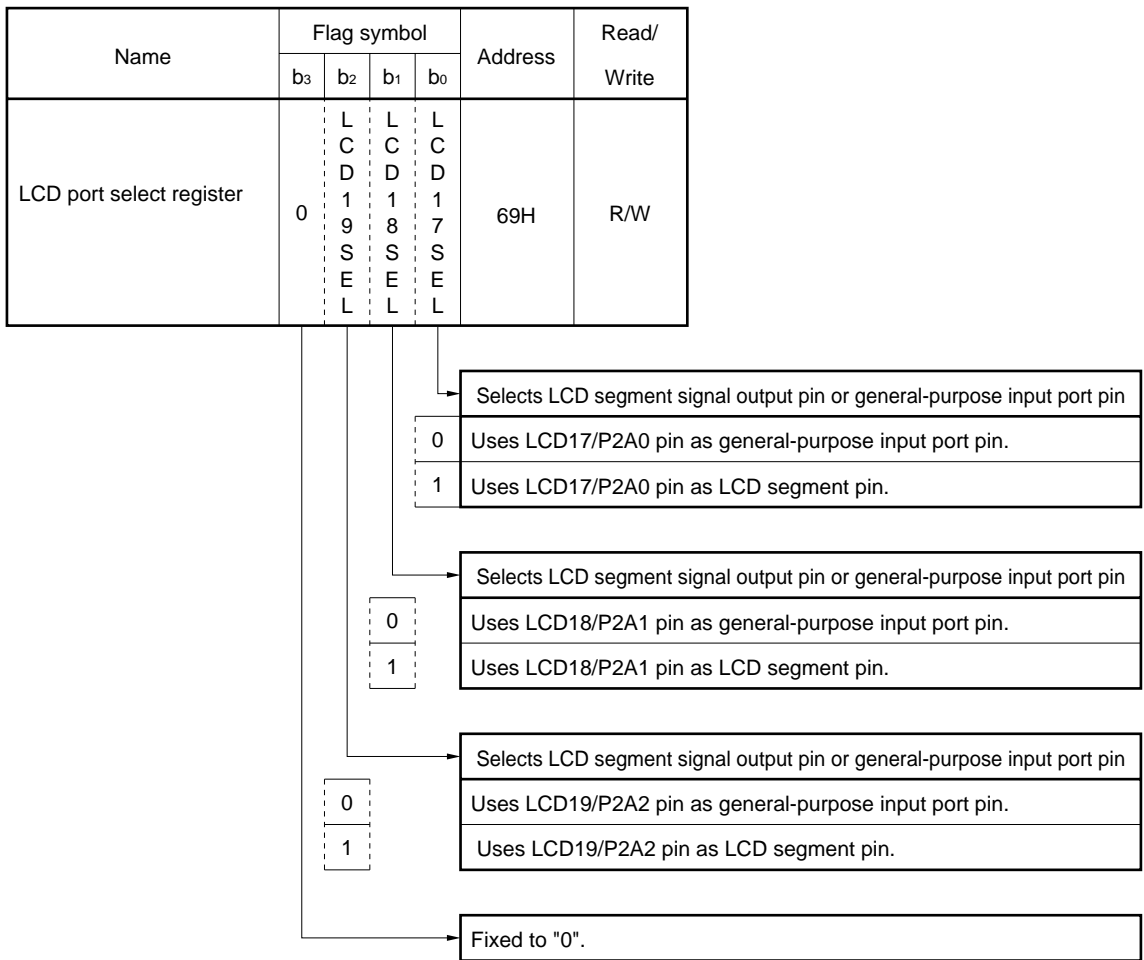 Name
Flag symbol
Address
Read/
Write
b3 b2 b1 b0
LCD port select register
0
LCD19SEL
LCD18SEL
LCD17SEL
69H
R/W
Selects LCD segment signal output pin or general-purpose input port pin
0 Uses LCD17/P2A0 pin as general-purpose input port pin.
1 Uses LCD17/P2A0 pin as LCD segment pin.
Selects LCD segment signal output pin or general-purpose input port pin
0 Uses LCD18/P2A1 pin as general-purpose input port pin.
1 Uses LCD18/P2A1 pin as LCD segment pin.
Selects LCD segment signal output pin or general-purpose input port pin
0 Uses LCD19/P2A2 pin as general-purpose input port pin.
1 Uses LCD19/P2A2 pin as LCD segment pin.
Fixed to "0".